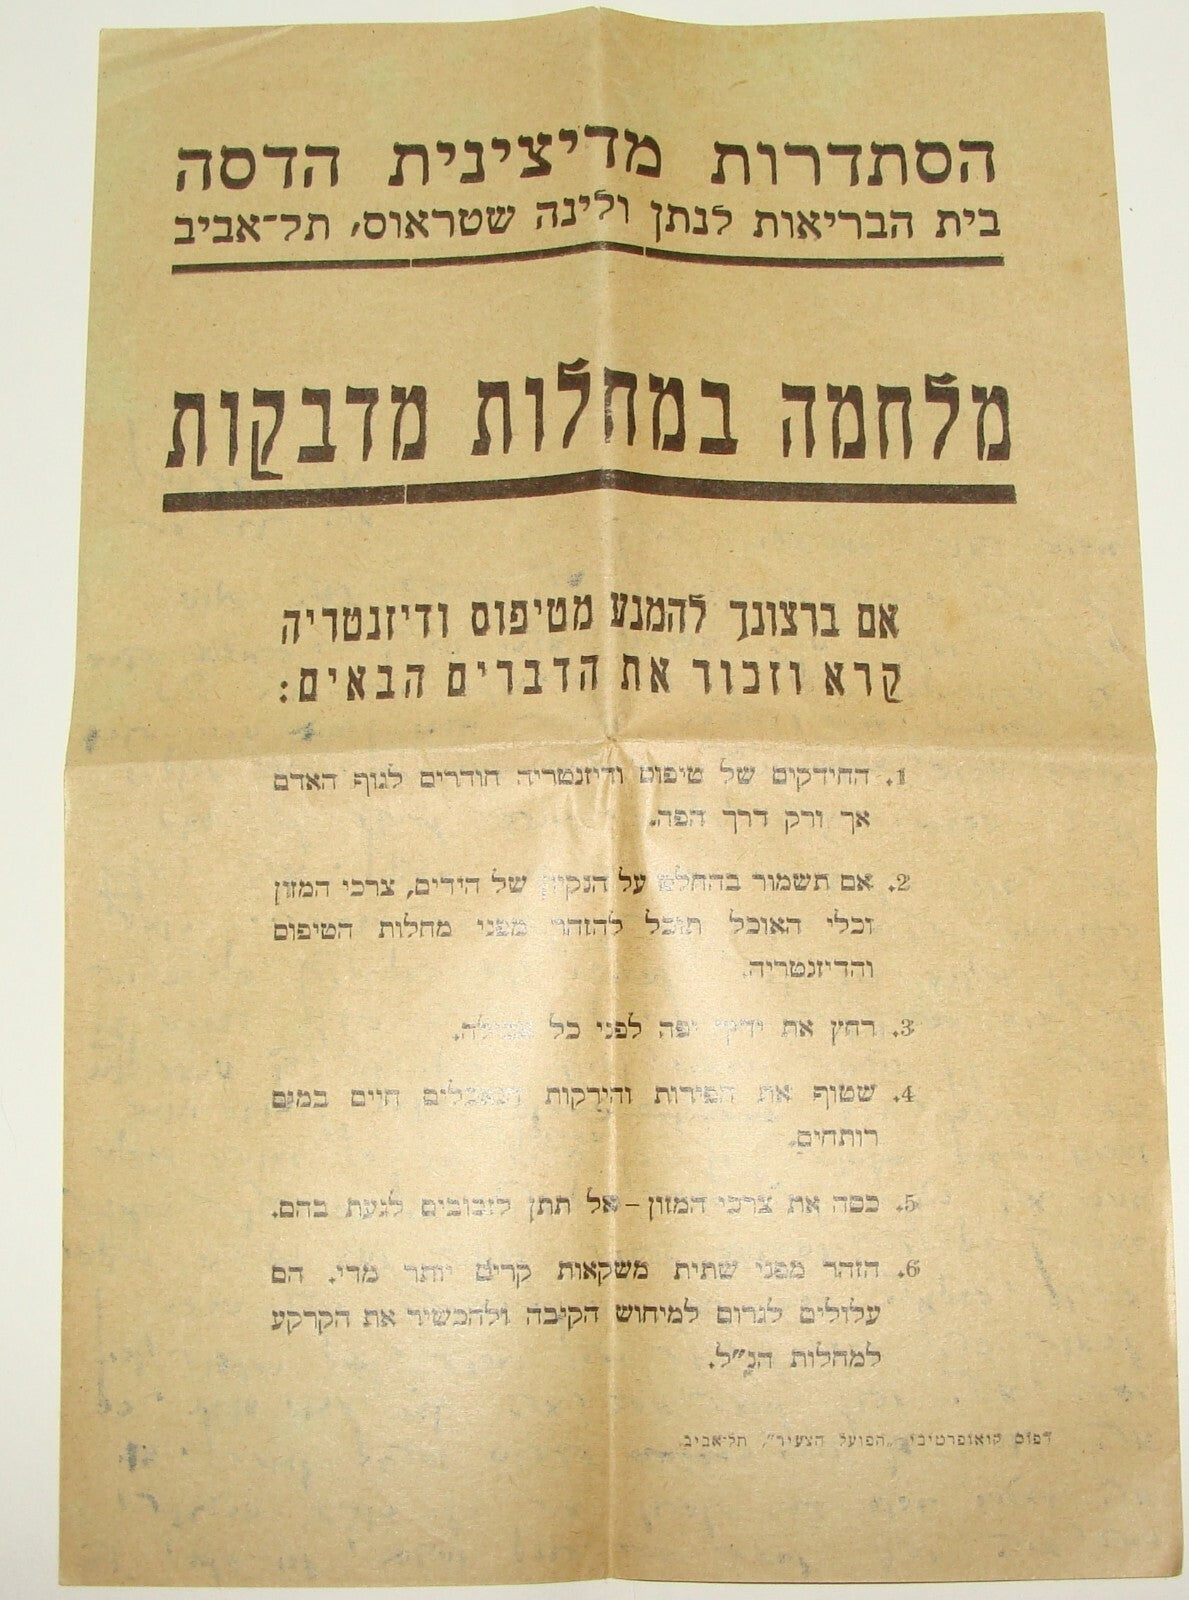 הסתדרות מדיצינית הדסה
בית הבריאות לנתן ולינה שטראוס, תל־אביב
מלחמה במחלות מדבקות
אם ברצונך להמנע מטיפוס ודיזנטריה
קרא וזכור את הדברים הבאים:
1. החידקים של טיפוס ודיזנטריה חודרים לגוף האדם
אך ורק דרך הפה.
2. אם תשמור בהחלט על הנקיון של הידים, צרכי המזון
וכלי האוכל תוכל להזהר מפני מחלות הטיפוס
והדיזנטריה.
3. רחץ את ידיך יפה לפני כל אכילה.
4. שטוף את הפירות והירקות הנאכלים חיים במים
רותחים.
5. כסה את צרכי המזון – אל תתן לזבובים לגעת בהם.
6. הזהר מפני שתית משקאות קרים יותר מדי. הם
עלולים לגרום למיחוש הקיבה ולהכשיר את הקרקע
למחלות הנ״ל.
דפוס קואופרטיבי „הפועל הצעיר״, תל־אביב.